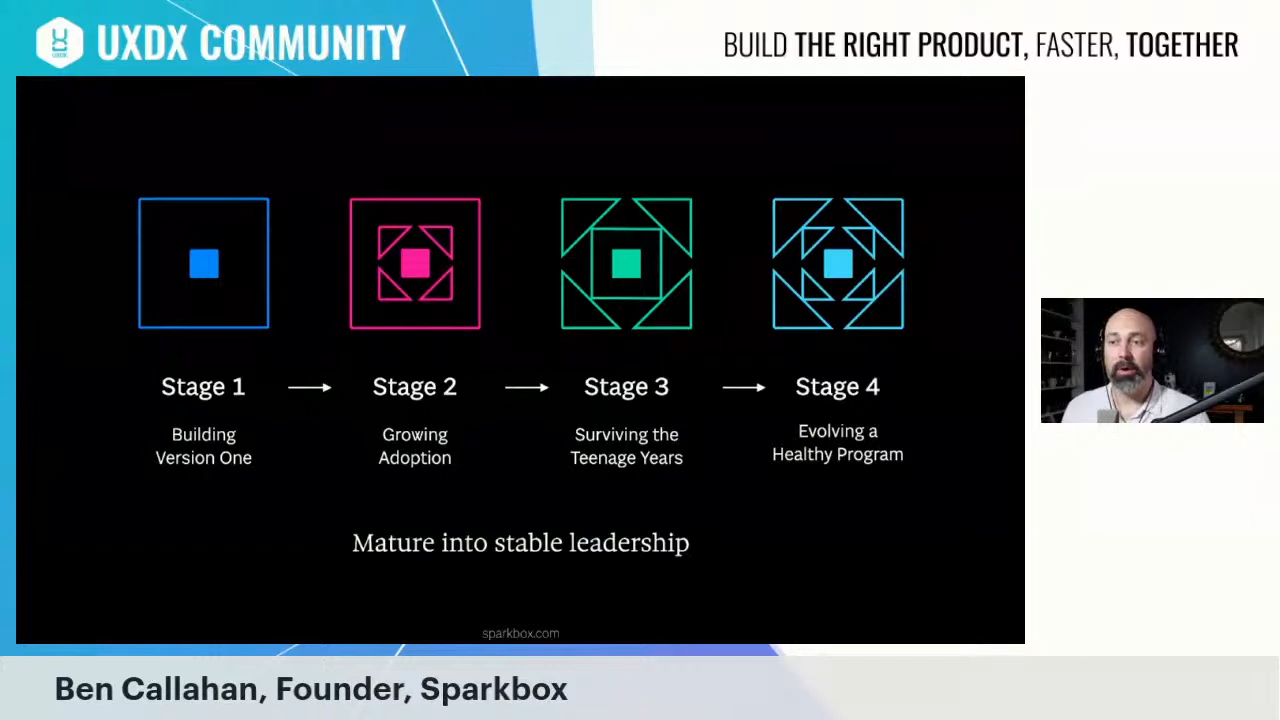 UXDX COMMUNITY
BUILD THE RIGHT PRODUCT, FASTER, TOGETHER
Stage 1
Stage 2
Stage 3
Stage 4
Building
Version One
Growing
Adoption
Surviving the
Teenage Years
Evolving a
Healthy Program
Mature into stable leadership
sparkbox.com
Ben Callahan, Founder, Sparkbox